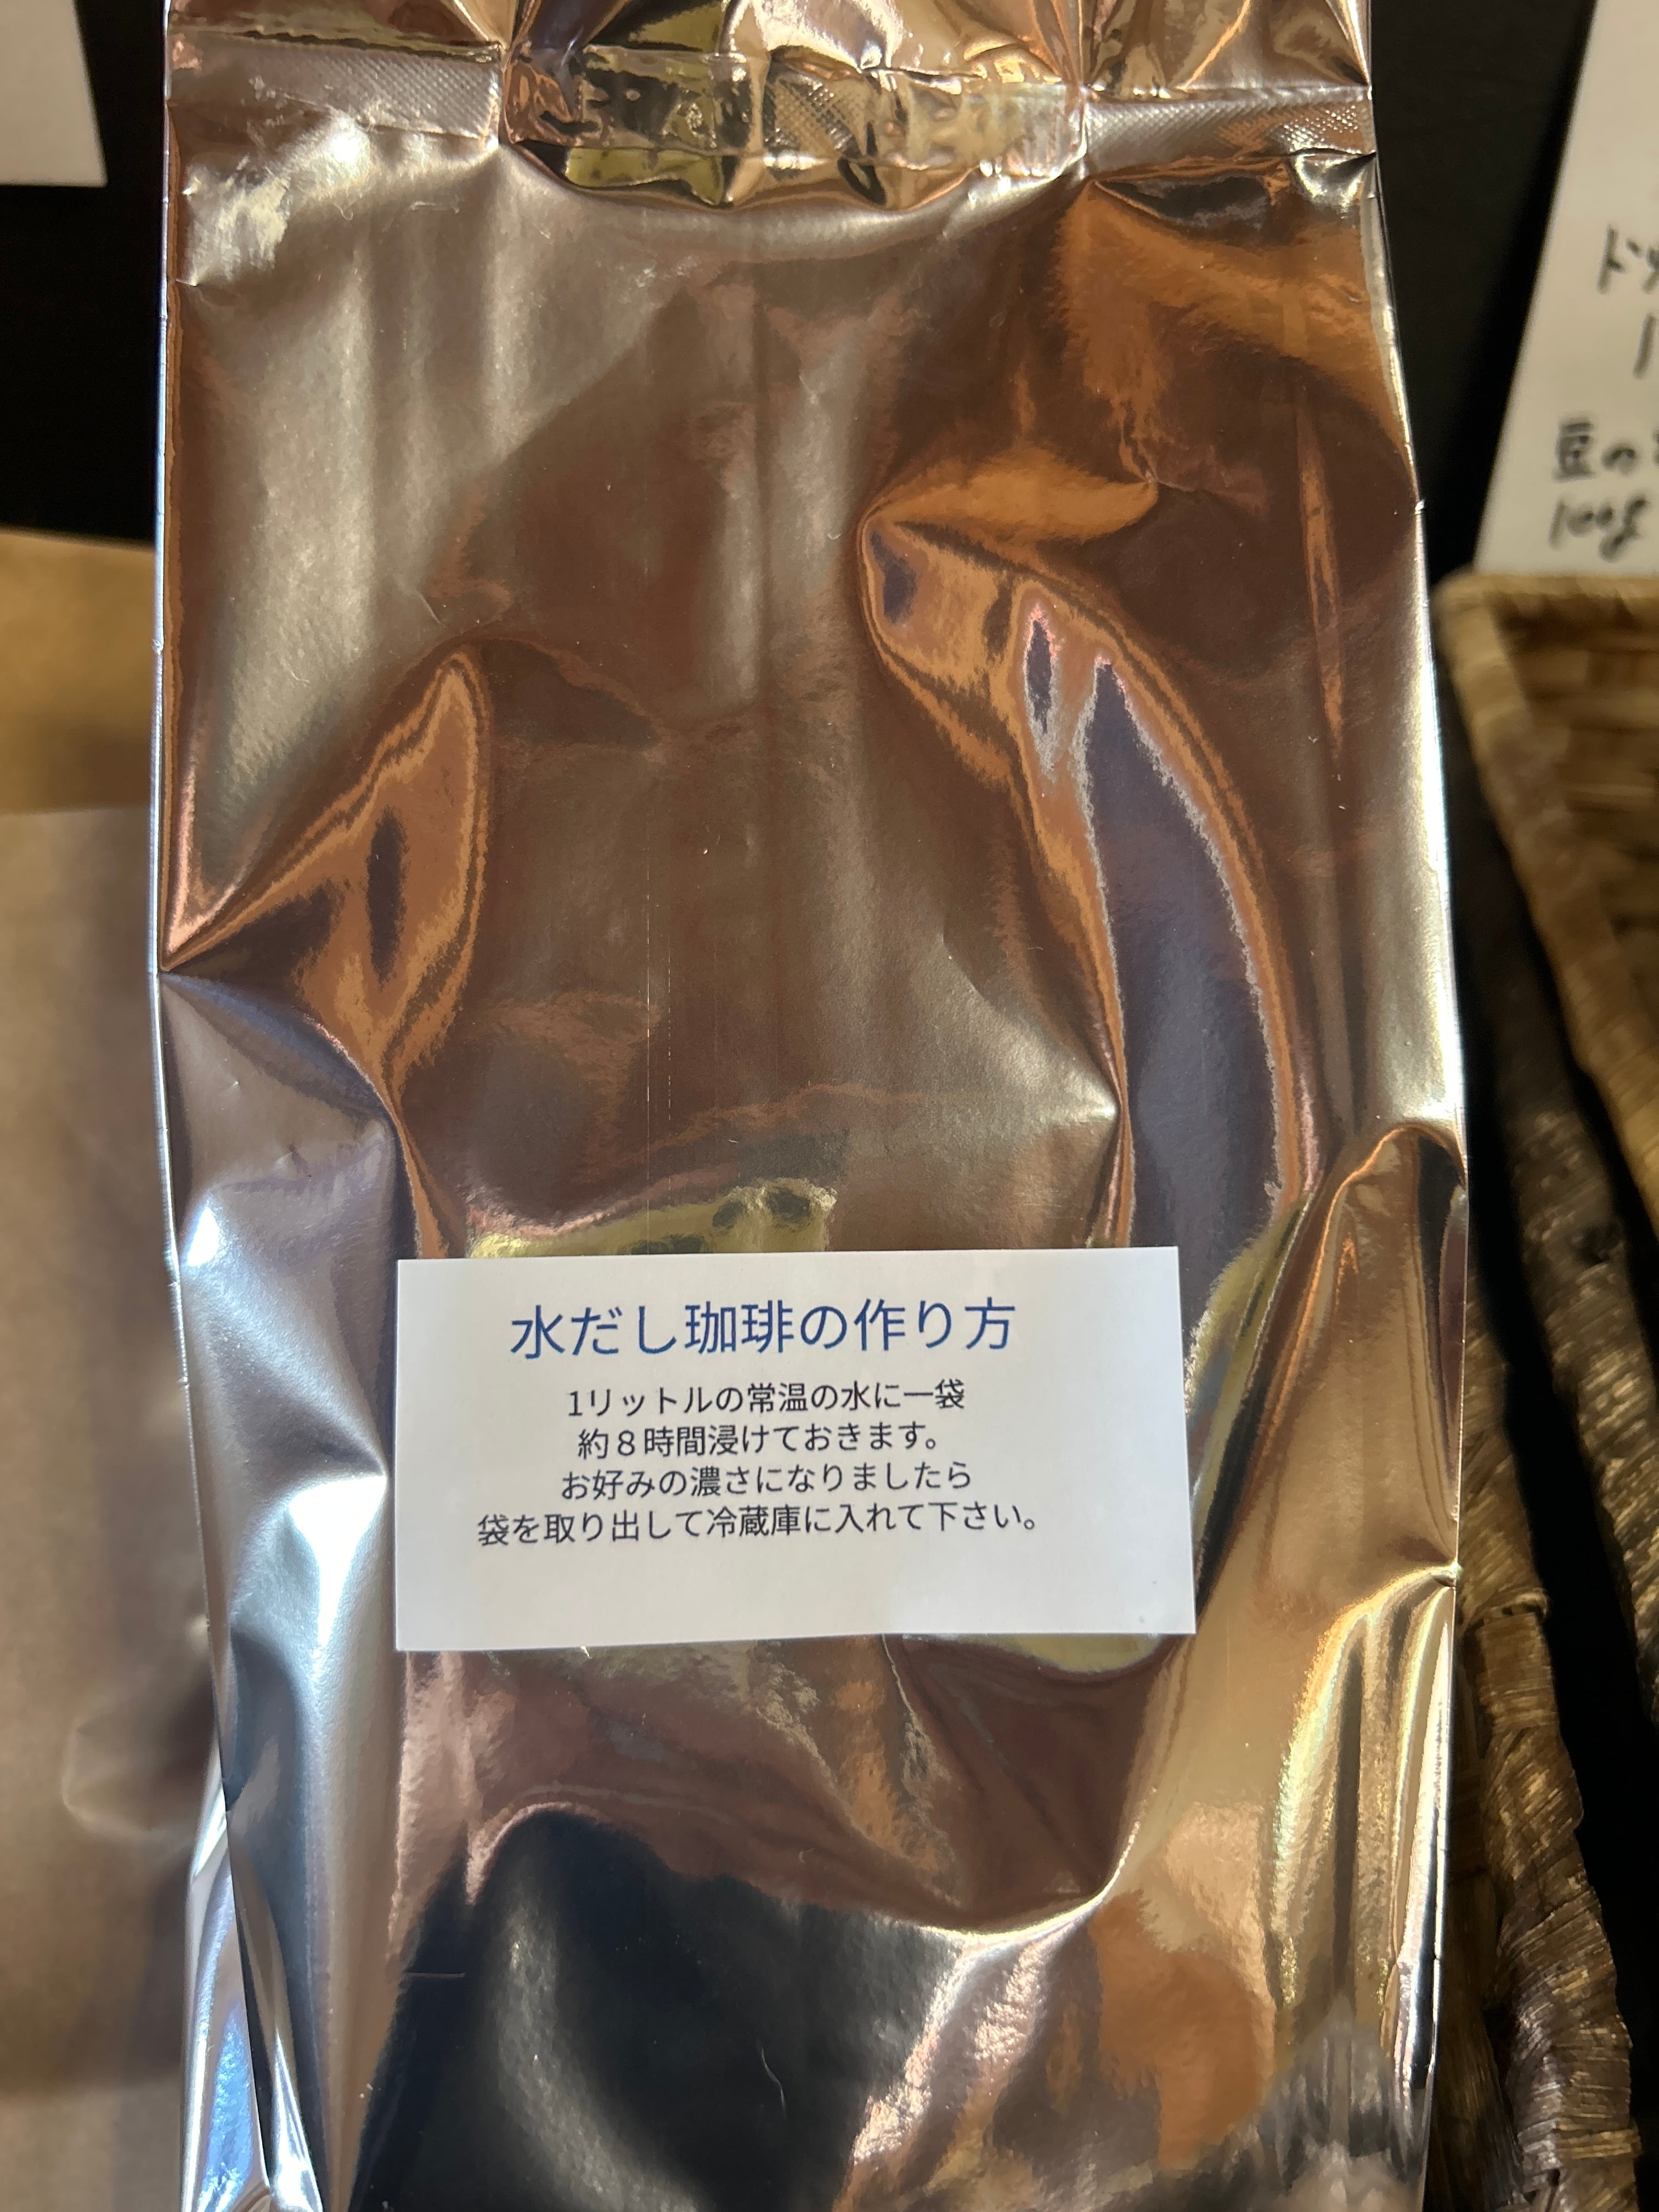 水だし珈琲の作り方
1リットルの常温の水に一袋
約８時間浸けておきます。
お好みの濃さになりましたら
袋を取り出して冷蔵庫に入れて下さい。
豆の
100g